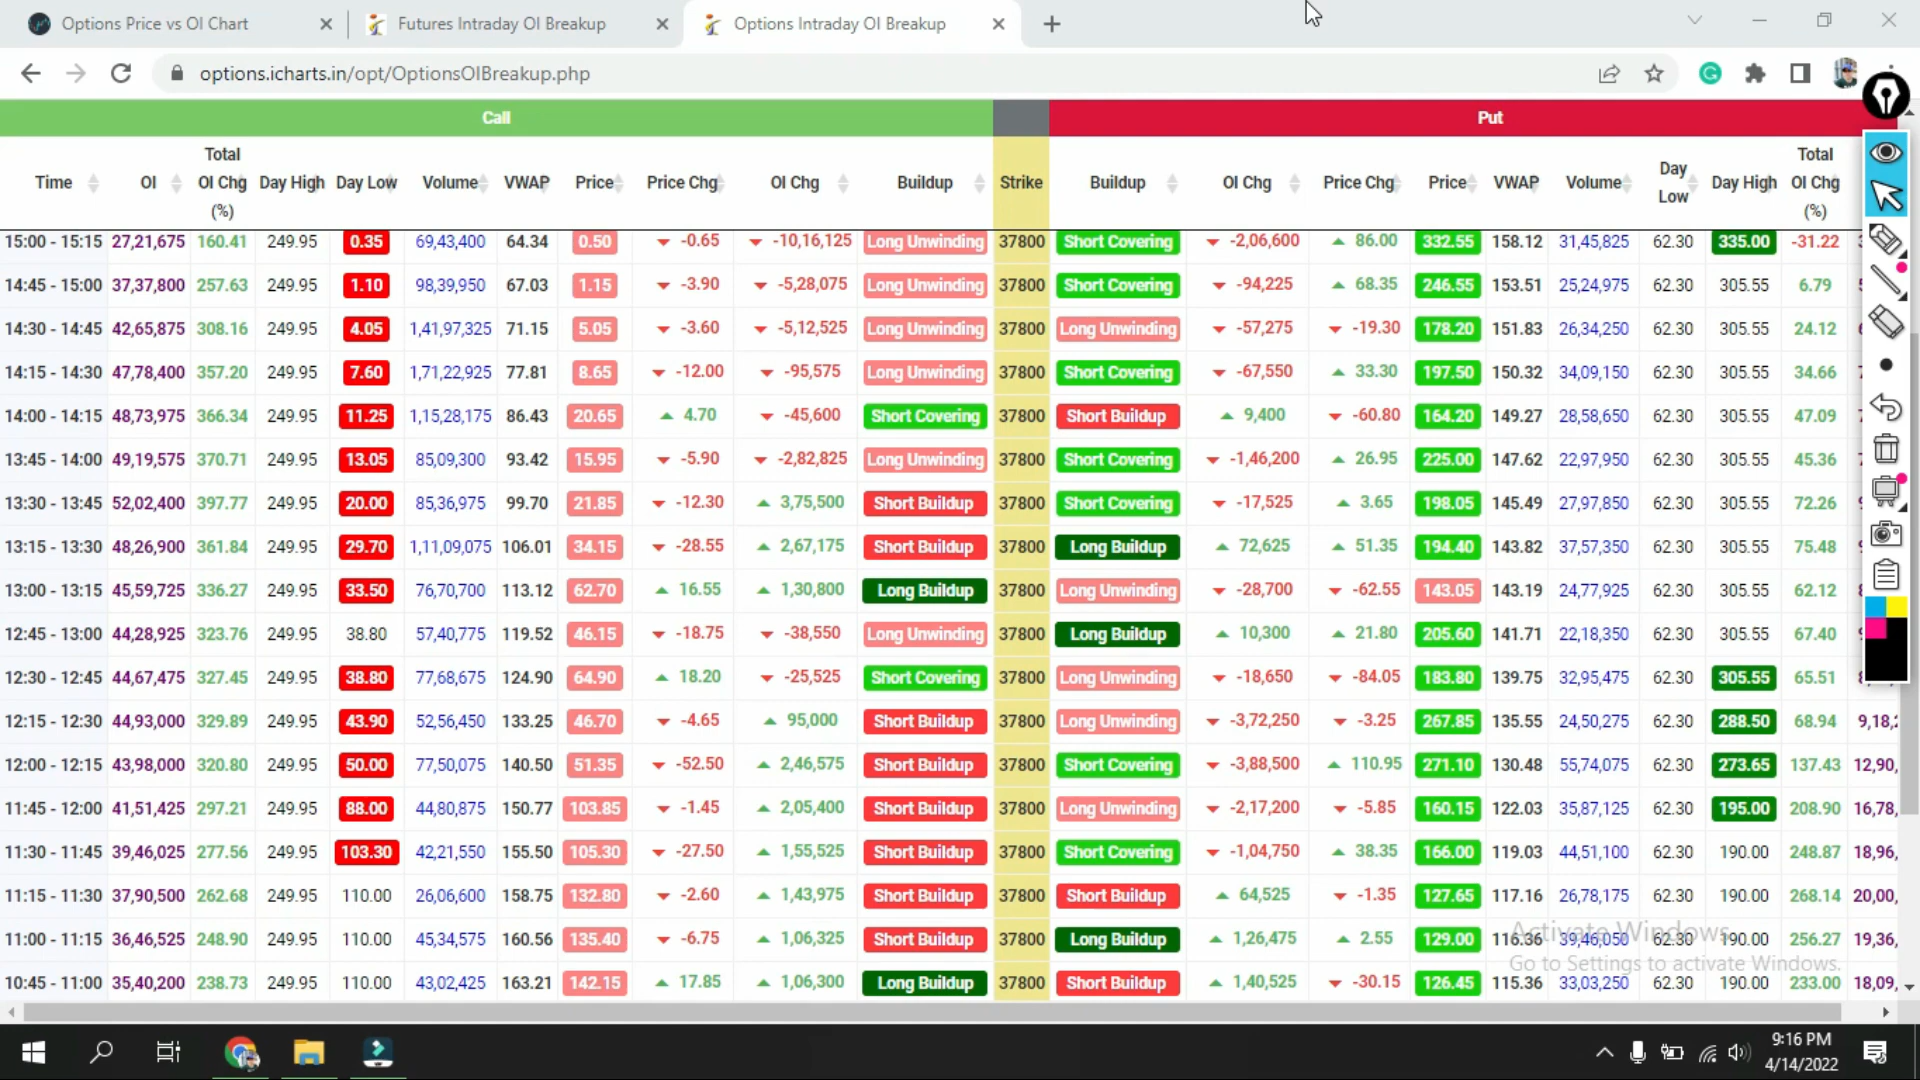 Options Price vs OI Chart
Futures Intraday OI Breakup
Options Intraday OI Breakup
options.icharts.in/opt/OptionsOIBreakup.php
Call Put
Time OI Total OI Chg (%) Day High Day Low Volume VWAP Price Price Chg OI Chg Buildup Strike Buildup OI Chg Price Chg Price VWAP Volume Day Low Day High Total OI Chg (%)
15:00 - 15:15 27,21,675 160.41 249.95 0.35 69,43,400 64.34 0.50 -0.65 -10,16,125 Long Unwinding 37800 Short Covering -2,06,600 86.00 332.55 158.12 31,45,825 62.30 335.00 -31.22
14:45 - 15:00 37,37,800 257.63 249.95 1.10 98,39,950 67.03 1.15 -3.90 -5,28,075 Long Unwinding 37800 Short Covering -94,225 68.35 246.55 153.51 25,24,975 62.30 305.55 6.79
14:30 - 14:45 42,65,875 308.16 249.95 4.05 1,41,97,325 71.15 5.05 -3.60 -5,12,525 Long Unwinding 37800 Long Unwinding -57,275 -19.30 178.20 151.83 26,34,250 62.30 305.55 24.12
14:15 - 14:30 47,78,400 357.20 249.95 7.60 1,71,22,925 77.81 8.65 -12.00 -95,575 Long Unwinding 37800 Short Covering -67,550 33.30 197.50 150.32 34,09,150 62.30 305.55 34.66
14:00 - 14:15 48,73,975 366.34 249.95 11.25 1,15,28,175 86.43 20.65 4.70 -45,600 Short Covering 37800 Short Buildup 9,400 -60.80 164.20 149.27 28,58,650 62.30 305.55 47.09
13:45 - 14:00 49,19,575 370.71 249.95 13.05 85,09,300 93.42 15.95 -5.90 -2,82,825 Long Unwinding 37800 Short Covering -1,46,200 26.95 225.00 147.62 22,97,950 62.30 305.55 45.36
13:30 - 13:45 52,02,400 397.77 249.95 20.00 85,36,975 99.70 21.85 -12.30 3,75,500 Short Buildup 37800 Short Covering -17,525 3.65 198.05 145.49 27,97,850 62.30 305.55 72.26
13:15 - 13:30 48,26,900 361.84 249.95 29.70 1,11,09,075 106.01 34.15 -28.55 2,67,175 Short Buildup 37800 Long Buildup 72,625 51.35 194.40 143.82 37,57,350 62.30 305.55 75.48
13:00 - 13:15 45,59,725 336.27 249.95 33.50 76,70,700 113.12 62.70 16.55 1,30,800 Long Buildup 37800 Long Unwinding -28,700 -62.55 143.05 143.19 24,77,925 62.30 305.55 62.12
12:45 - 13:00 44,28,925 323.76 249.95 38.80 57,40,775 119.52 46.15 -18.75 -38,550 Long Unwinding 37800 Long Buildup 10,300 21.80 205.60 141.71 22,18,350 62.30 305.55 67.40
12:30 - 12:45 44,67,475 327.45 249.95 38.80 77,68,675 124.90 64.90 18.20 -25,525 Short Covering 37800 Long Unwinding -18,650 -84.05 183.80 139.75 32,95,475 62.30 305.55 65.51
12:15 - 12:30 44,93,000 329.89 249.95 43.90 52,56,450 133.25 46.70 -4.65 95,000 Short Buildup 37800 Long Unwinding -3,72,250 -3.25 267.85 135.55 24,50,275 62.30 288.50 68.94 9,18,
12:00 - 12:15 43,98,000 320.80 249.95 50.00 77,50,075 140.50 51.35 -52.50 2,46,575 Short Buildup 37800 Short Covering -3,88,500 110.95 271.10 130.48 55,74,075 62.30 273.65 137.43 12,90,
11:45 - 12:00 41,51,425 297.21 249.95 88.00 44,80,875 150.77 103.85 -1.45 2,05,400 Short Buildup 37800 Long Unwinding -2,17,200 -5.85 160.15 122.03 35,87,125 62.30 195.00 208.90 16,78,
11:30 - 11:45 39,46,025 277.56 249.95 103.30 42,21,550 155.50 105.30 -27.50 1,55,525 Short Buildup 37800 Short Covering -1,04,750 38.35 166.00 119.03 44,51,100 62.30 190.00 248.87 18,96,
11:15 - 11:30 37,90,500 262.68 249.95 110.00 26,06,600 158.75 132.80 -2.60 1,43,975 Short Buildup 37800 Short Buildup 64,525 -1.35 127.65 117.16 26,78,175 62.30 190.00 268.14 20,00,
11:00 - 11:15 36,46,525 248.90 249.95 110.00 45,34,575 160.56 135.40 -6.75 1,06,325 Short Buildup 37800 Long Buildup 1,26,475 2.55 129.00 116.36 39,46,050 62.30 190.00 256.27 19,36,
10:45 - 11:00 35,40,200 238.73 249.95 110.00 43,02,425 163.21 142.15 17.85 1,06,300 Long Buildup 37800 Short Buildup 1,40,525 -30.15 126.45 115.36 33,03,250 62.30 190.00 233.00 18,09,
Activate Windows
Go to Settings to activate Windows.
9:16 PM
4/14/2022